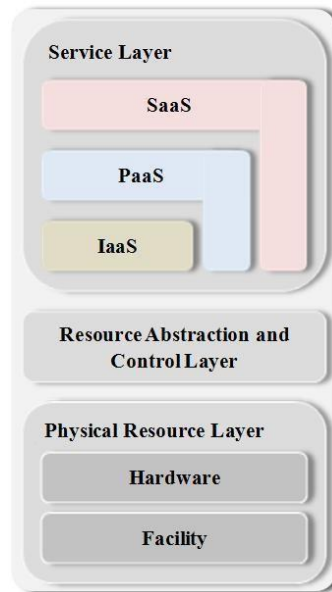 Service Layer
SaaS
PaaS
IaaS
Resource Abstraction and
Control Layer
Physical Resource Layer
Hardware
Facility